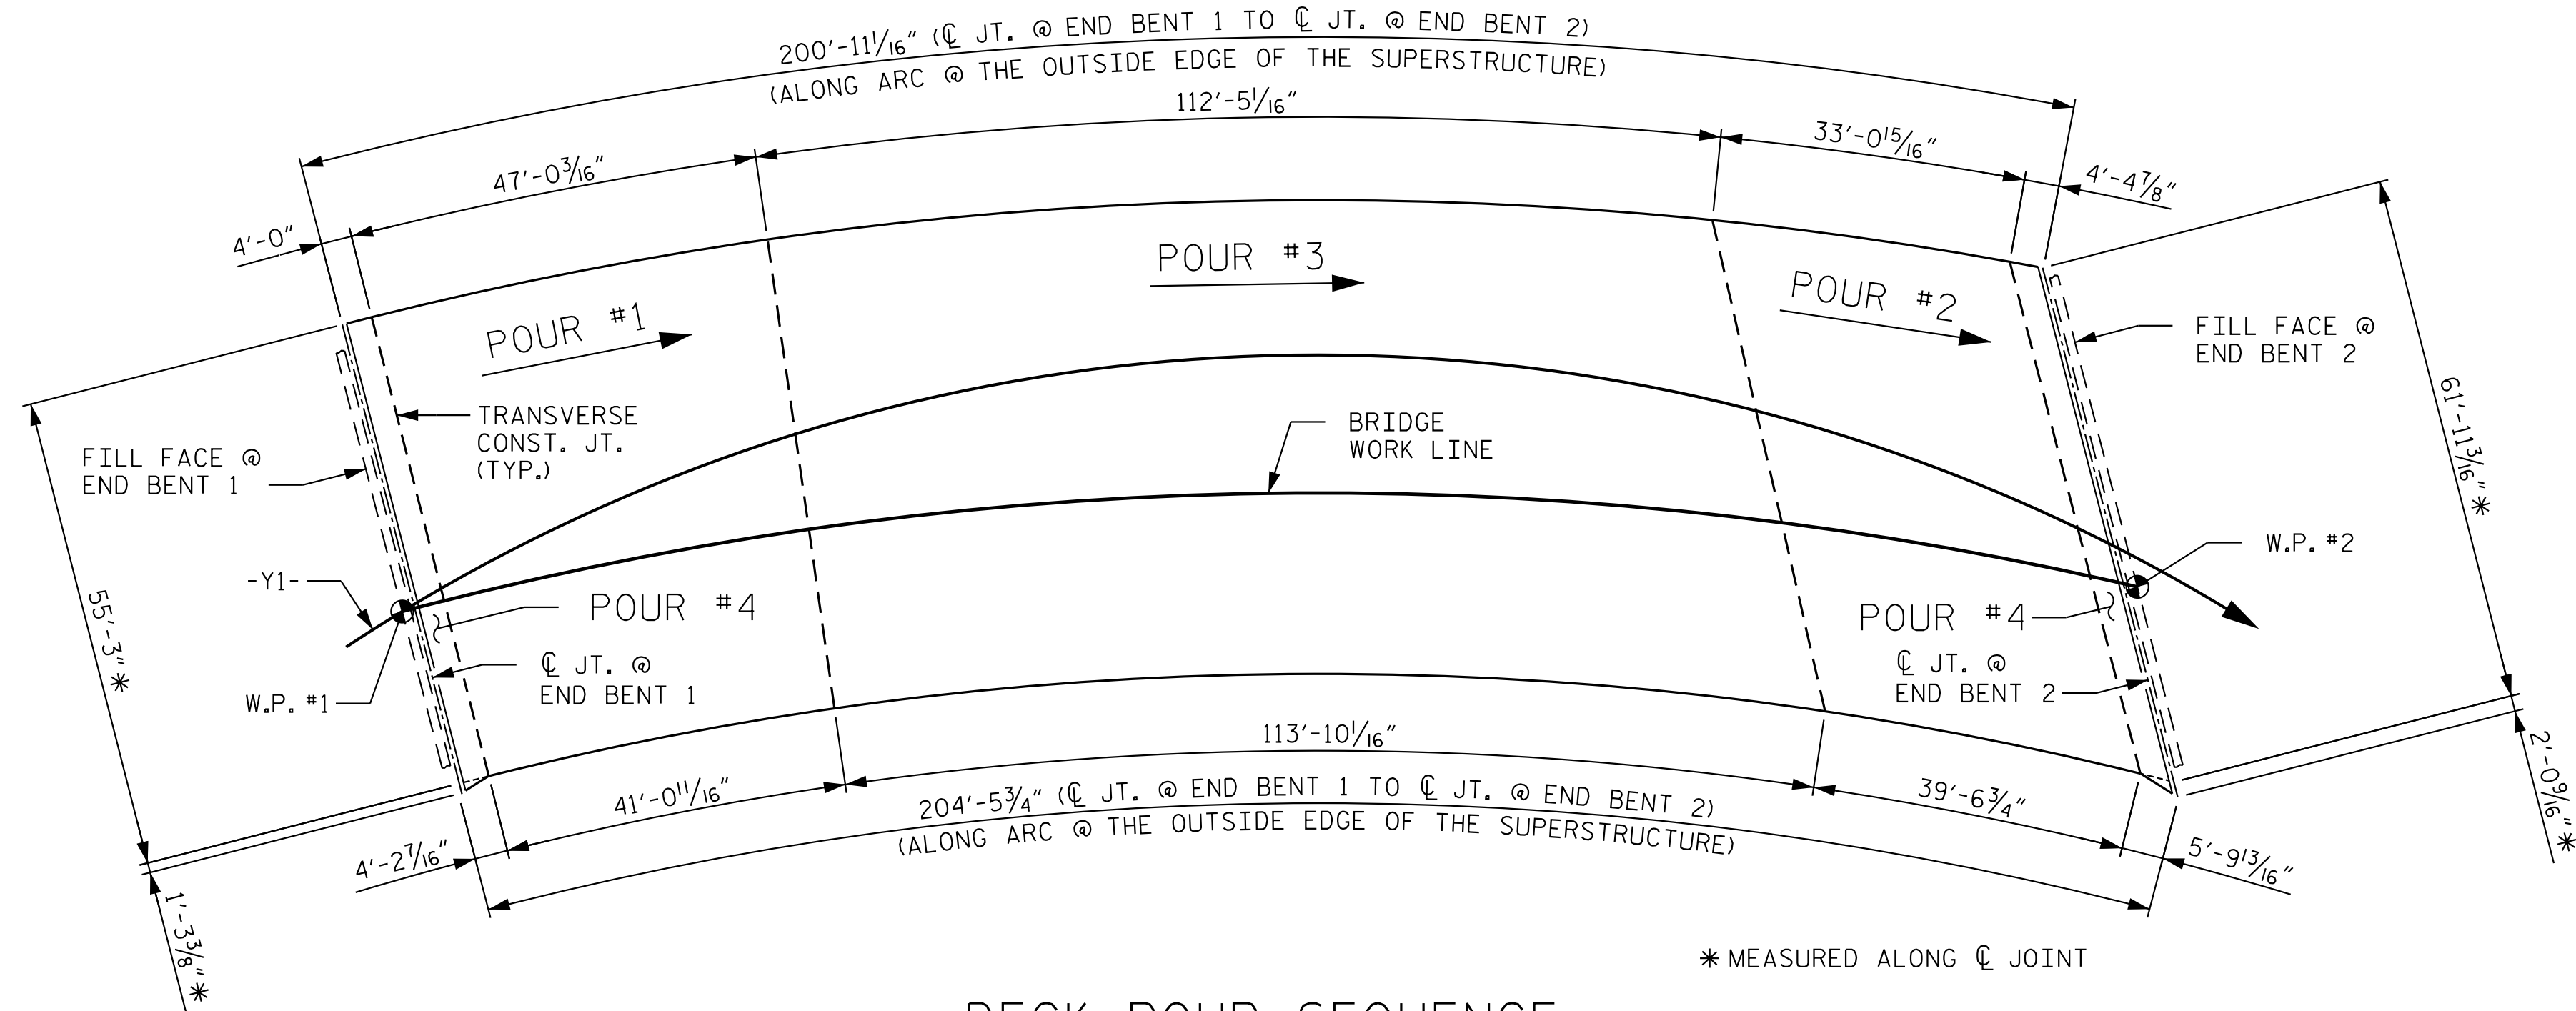 200'-11 1/16" (℄ JT. @ END BENT 1 TO ℄ JT. @ END BENT 2)
(ALONG ARC @ THE OUTSIDE EDGE OF THE SUPERSTRUCTURE)
112'-5 1/16"
47'-0 3/16"
33'-0 15/16"
4'-0"
4'-4 7/8"
POUR #3
POUR #1
POUR #2
FILL FACE @
END BENT 2
TRANSVERSE
CONST. JT.
(TYP.)
BRIDGE
WORK LINE
FILL FACE @
END BENT 1
61'-11 3/16" *
W.P. #2
-Y1-
POUR #4
POUR #4
55'-3" *
℄ JT. @
END BENT 1
℄ JT. @
END BENT 2
W.P. #1
113'-10 1/16"
41'-0 11/16"
39'-6 3/4"
204'-5 3/4" (℄ JT. @ END BENT 1 TO ℄ JT. @ END BENT 2)
(ALONG ARC @ THE OUTSIDE EDGE OF THE SUPERSTRUCTURE)
4'-2 7/16"
5'-9 13/16"
2'-0 9/16" *
1'-3 3/8" *
* MEASURED ALONG ℄ JOINT
DECK POUR SEQUENCE